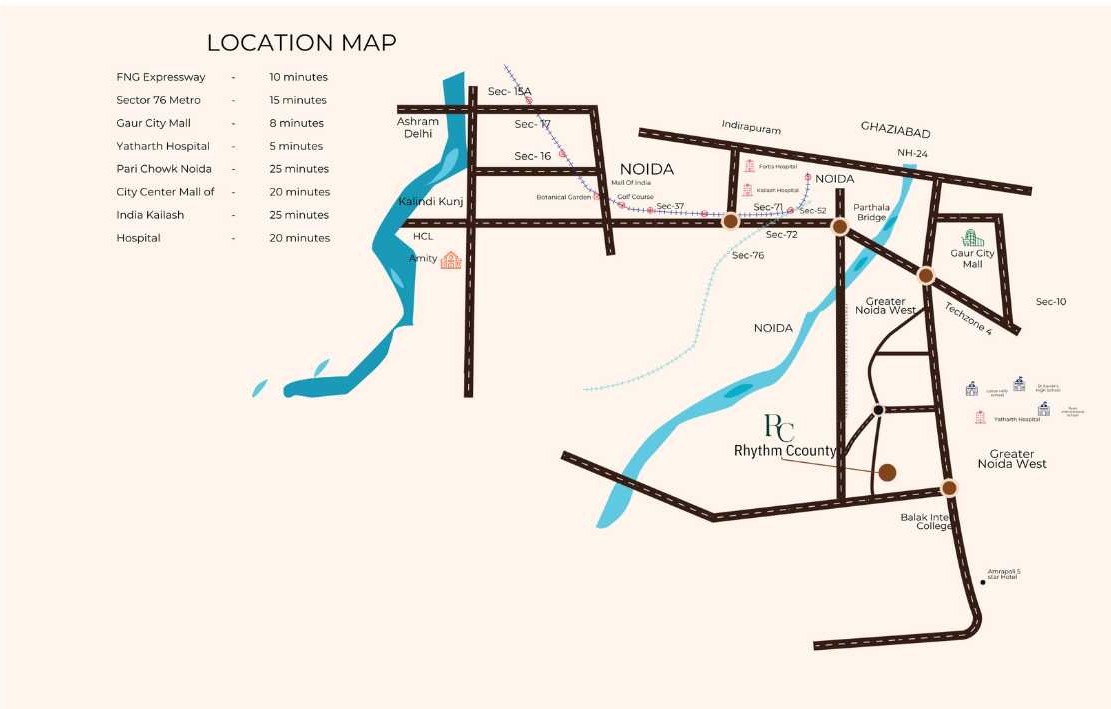 LOCATION MAP
FNG Expressway - 10 minutes
Sector 76 Metro - 15 minutes
Gaur City Mall - 8 minutes
Yatharth Hospital - 5 minutes
Pari Chowk Noida - 25 minutes
City Center Mall of - 20 minutes
India Kailash - 25 minutes
Hospital - 20 minutes
Sec- 15A
Ashram
Delhi
Sec- 17
Sec- 16
Kalindi Kunj
HCL
Amity
NOIDA
Mall Of India
Botanical Garden
Golf Course
Sec-37
Indirapuram
GHAZIABAD
NH-24
Fortis Hospital
Kailash Hospital
NOIDA
Sec-71
Sec-52
Sec-72
Sec-76
Parthala
Bridge
Gaur City
Mall
Sec-10
Greater
Noida West
Techzone 4
NOIDA
school
High School
school
Yatharth Hospital
RC
Rhythm Ccounty
Greater
Noida West
Balak Inte
College
Amrapali 5
star Hotel